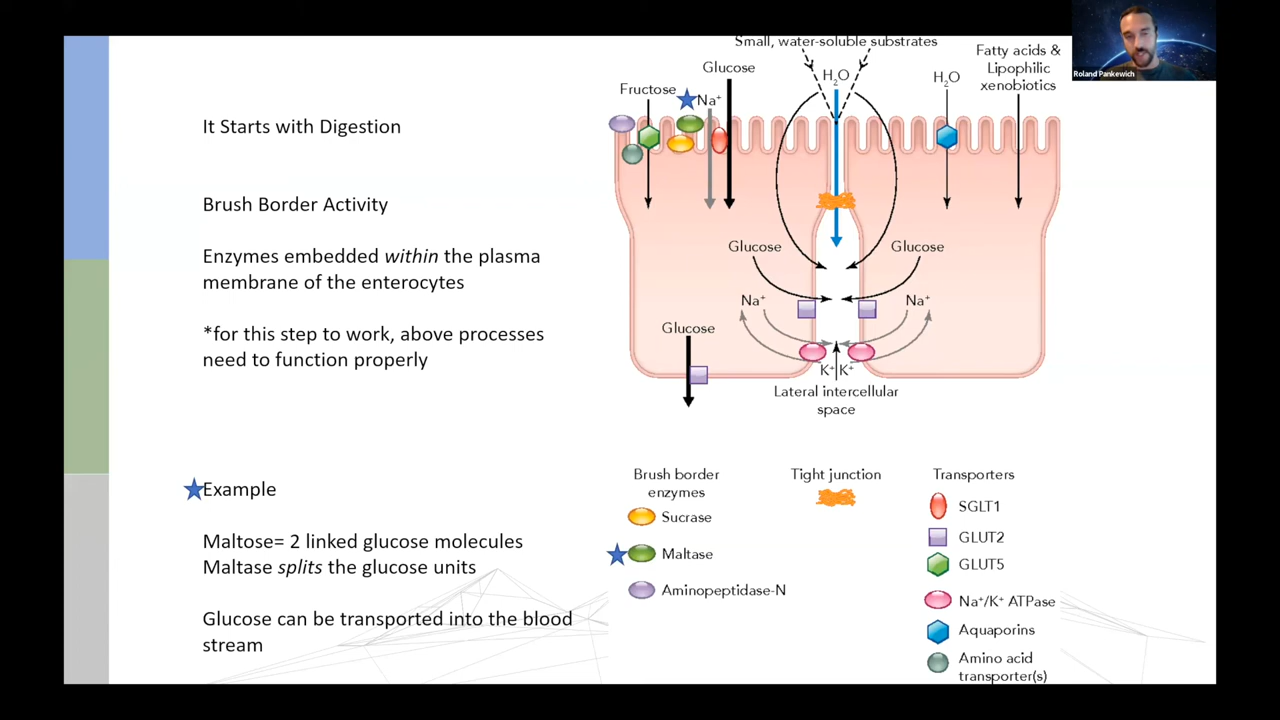 Roland Pankewich
It Starts with Digestion
Brush Border Activity
Enzymes embedded within the plasma
membrane of the enterocytes
*for this step to work, above processes
need to function properly
Example
Maltose= 2 linked glucose molecules
Maltase splits the glucose units
Glucose can be transported into the blood
stream
Small, water-soluble substrates
Glucose
Fructose
Na⁺
H₂O
H₂O
Fatty acids &
Lipophilic
xenobiotics
Glucose
Glucose
Na⁺
Na⁺
Glucose
K⁺
K⁺
Lateral intercellular
space
Brush border
enzymes
Sucrase
Maltase
Aminopeptidase-N
Tight junction
Transporters
SGLT1
GLUT2
GLUT5
Na⁺/K⁺ ATPase
Aquaporins
Amino acid
transporter(s)